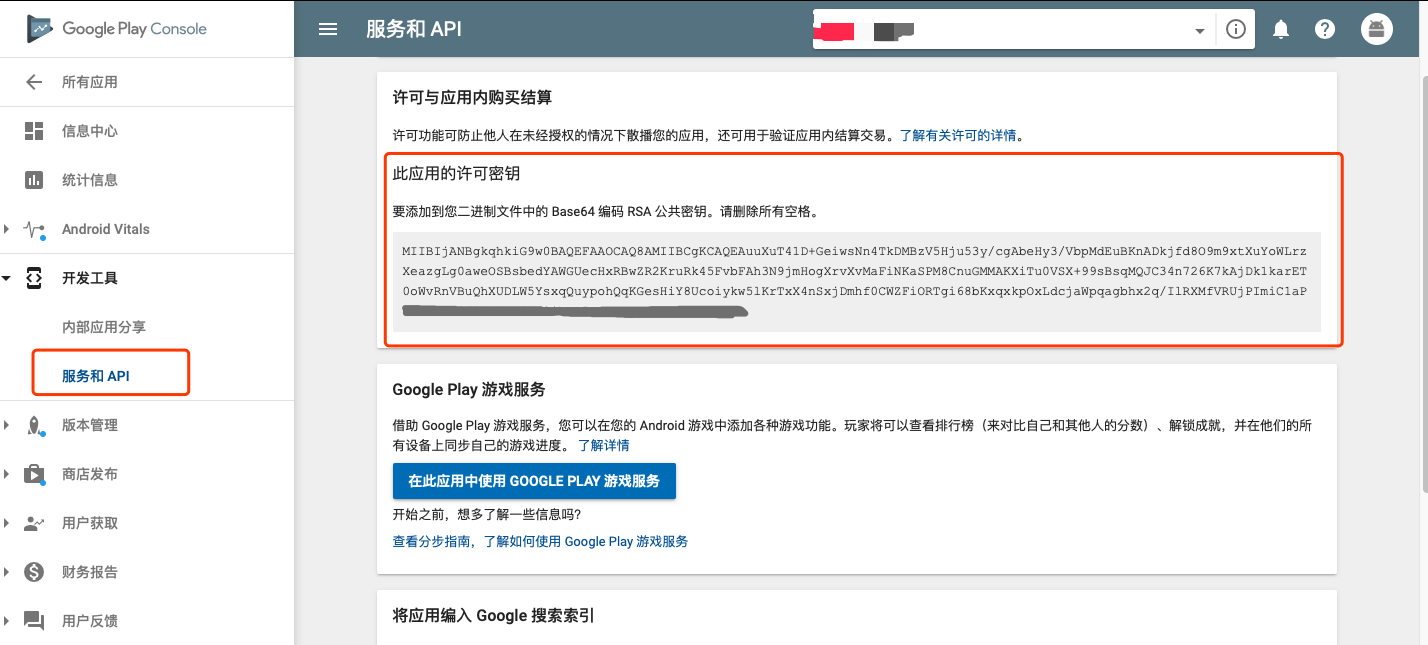 Google Play Console
服务和 API
所有应用
信息中心
统计信息
Android Vitals
开发工具
内部应用分享
服务和 API
版本管理
商店发布
用户获取
财务报告
用户反馈
许可与应用内购买结算
许可功能可防止他人在未经授权的情况下散播您的应用，还可用于验证应用内结算交易。了解有关许可的详情。
此应用的许可密钥
要添加到您二进制文件中的 Base64 编码 RSA 公共密钥。请删除所有空格。
MIIBIjANBgkqhkiG9w0BAQEFAAOCAQ8AMIIBCgKCAQEAuuXuT41D+GeiwsNn4TkDMBzV5Hju53y/cgAbeHy3/VbpMdEuBKnADkjfd8O9m9xtXuYoWLrz
XeazgLg0aweOSBsbedYAWGUecHxRBwZR2KruRk45FvbFAh3N9jmHogXrvXvMaFiNKaSPM8CnuGMMAKXiTu0VSX+99sBsqMQJC34n726K7kAjDk1karET
0oWvRnVBuQhXUDLW5YsxqQuypohQqKGesHiY8Ucoiykw5lKrTxX4nSxjDmhf0CWZFiORTgi68bKxqxkpOxLdcjaWpqagbhx2q/IlRXMfVRUjPImiC1aP
Google Play 游戏服务
借助 Google Play 游戏服务，您可以在您的 Android 游戏中添加各种游戏功能。玩家将可以查看排行榜（来对比自己和其他人的分数）、解锁成就，并在他们的所
有设备上同步自己的游戏进度。 了解详情
在此应用中使用 GOOGLE PLAY 游戏服务
开始之前，想多了解一些信息吗?
查看分步指南，了解如何使用 Google Play 游戏服务
将应用编入 Google 搜索索引